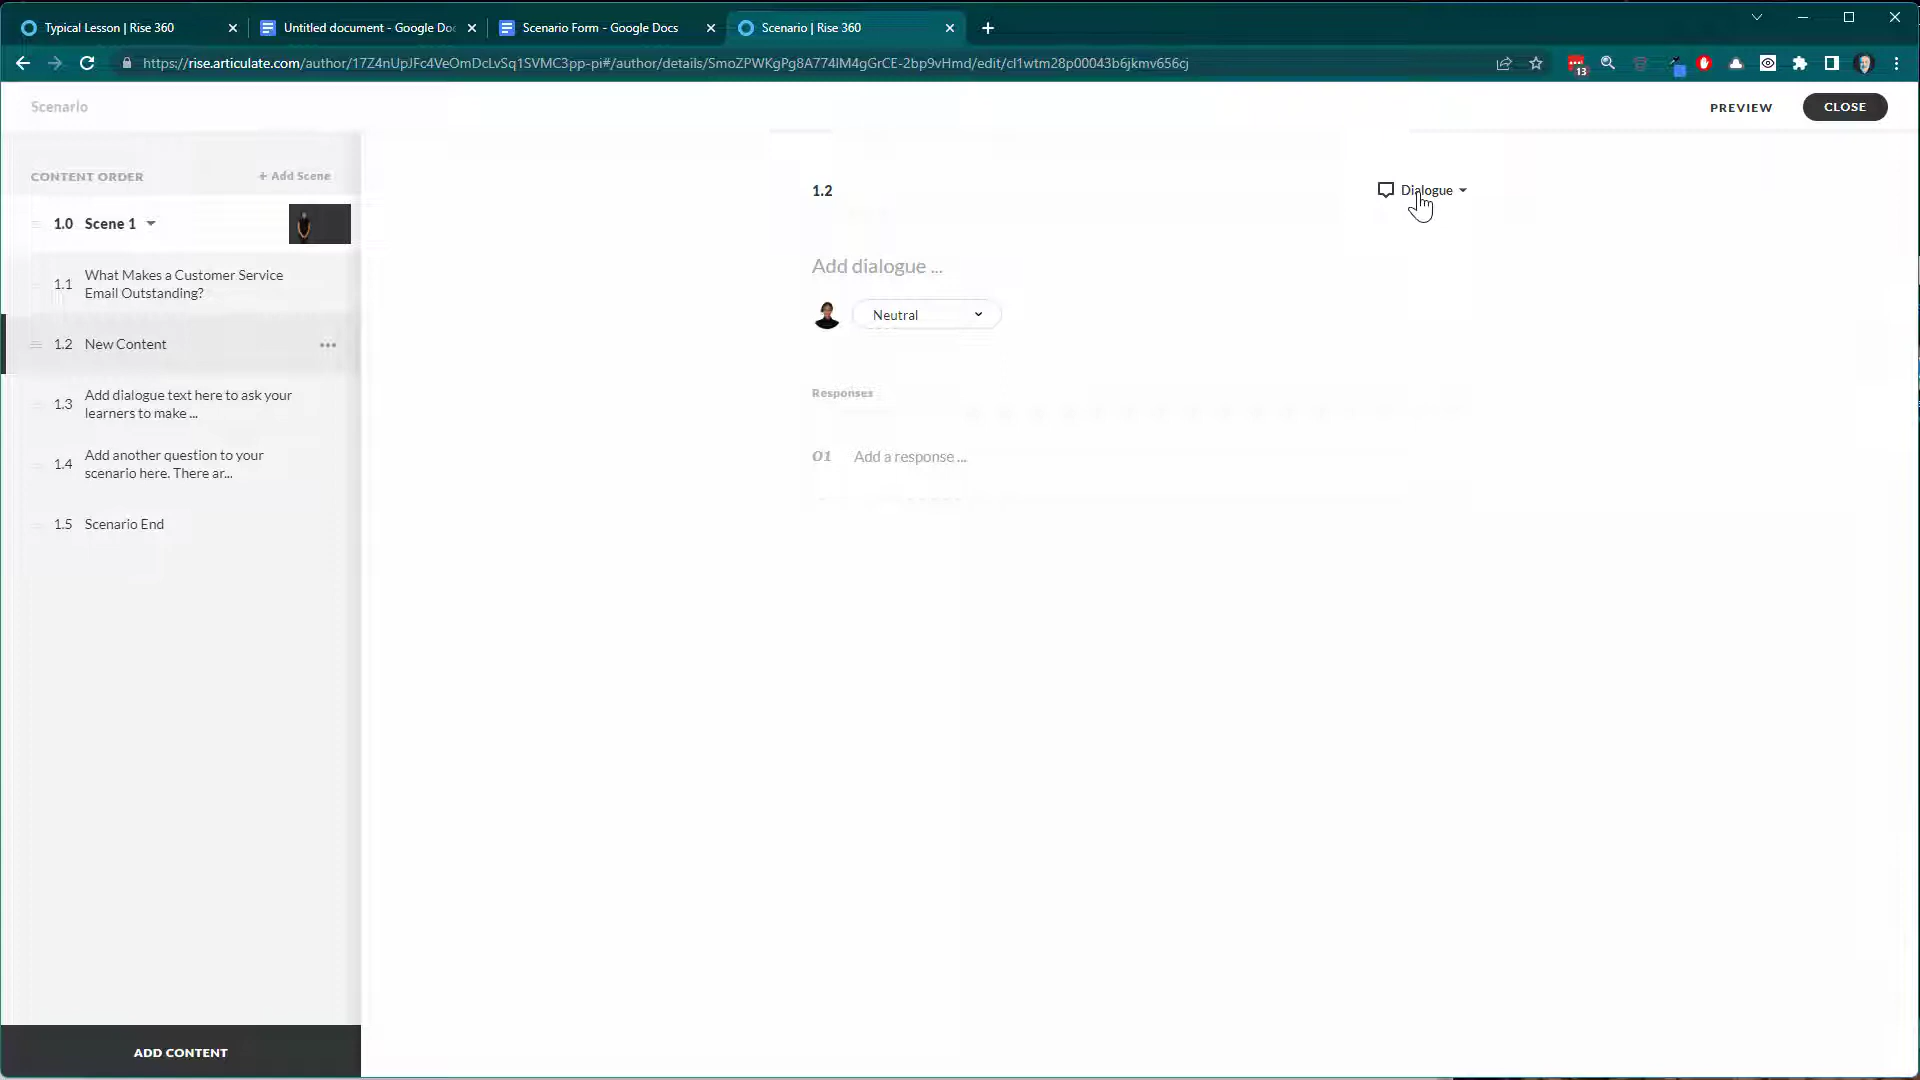 Typical Lesson | Rise 360
Untitled document - Google Doc
Scenario Form - Google Docs
Scenario | Rise 360
https://rise.articulate.com/author/17Z4nUpJFc4VeOmDcLvSq1SVMC3pp-pi#/author/details/SmoZPWKgPg8A774IM4gGrCE-2bp9vHmd/edit/cl1wtm28p00043b6jkmv656cj
13
Scenario
PREVIEW
CLOSE
CONTENT ORDER
+ Add Scene
1.0 Scene 1
1.1 What Makes a Customer Service
Email Outstanding?
1.2 New Content
1.3 Add dialogue text here to ask your
learners to make ...
1.4 Add another question to your
scenario here. There ar...
1.5 Scenario End
ADD CONTENT
1.2
Dialogue
Add dialogue ...
Neutral
Responses
01 Add a response ...